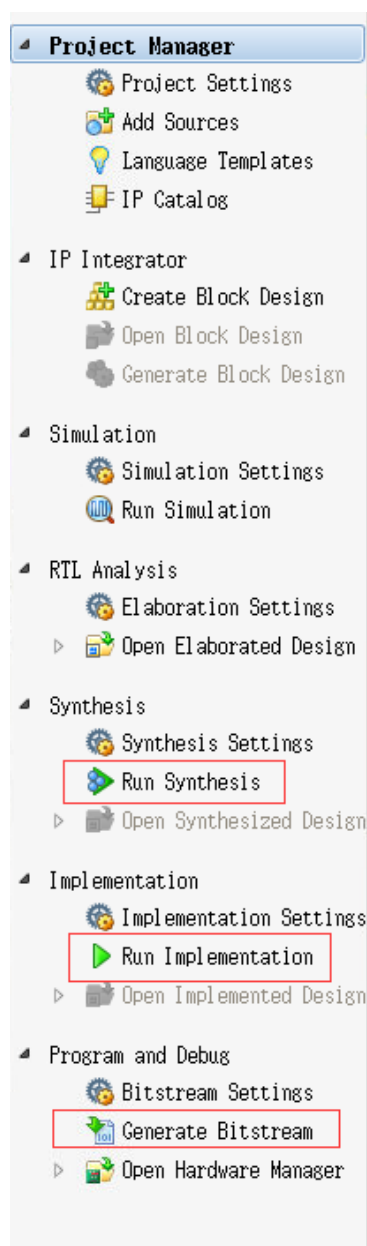 Project Manager
Project Settings
Add Sources
Language Templates
IP Catalog
IP Integrator
Create Block Design
Open Block Design
Generate Block Design
Simulation
Simulation Settings
Run Simulation
RTL Analysis
Elaboration Settings
Open Elaborated Design
Synthesis
Synthesis Settings
Run Synthesis
Open Synthesized Design
Implementation
Implementation Settings
Run Implementation
Open Implemented Design
Program and Debug
Bitstream Settings
Generate Bitstream
Open Hardware Manager